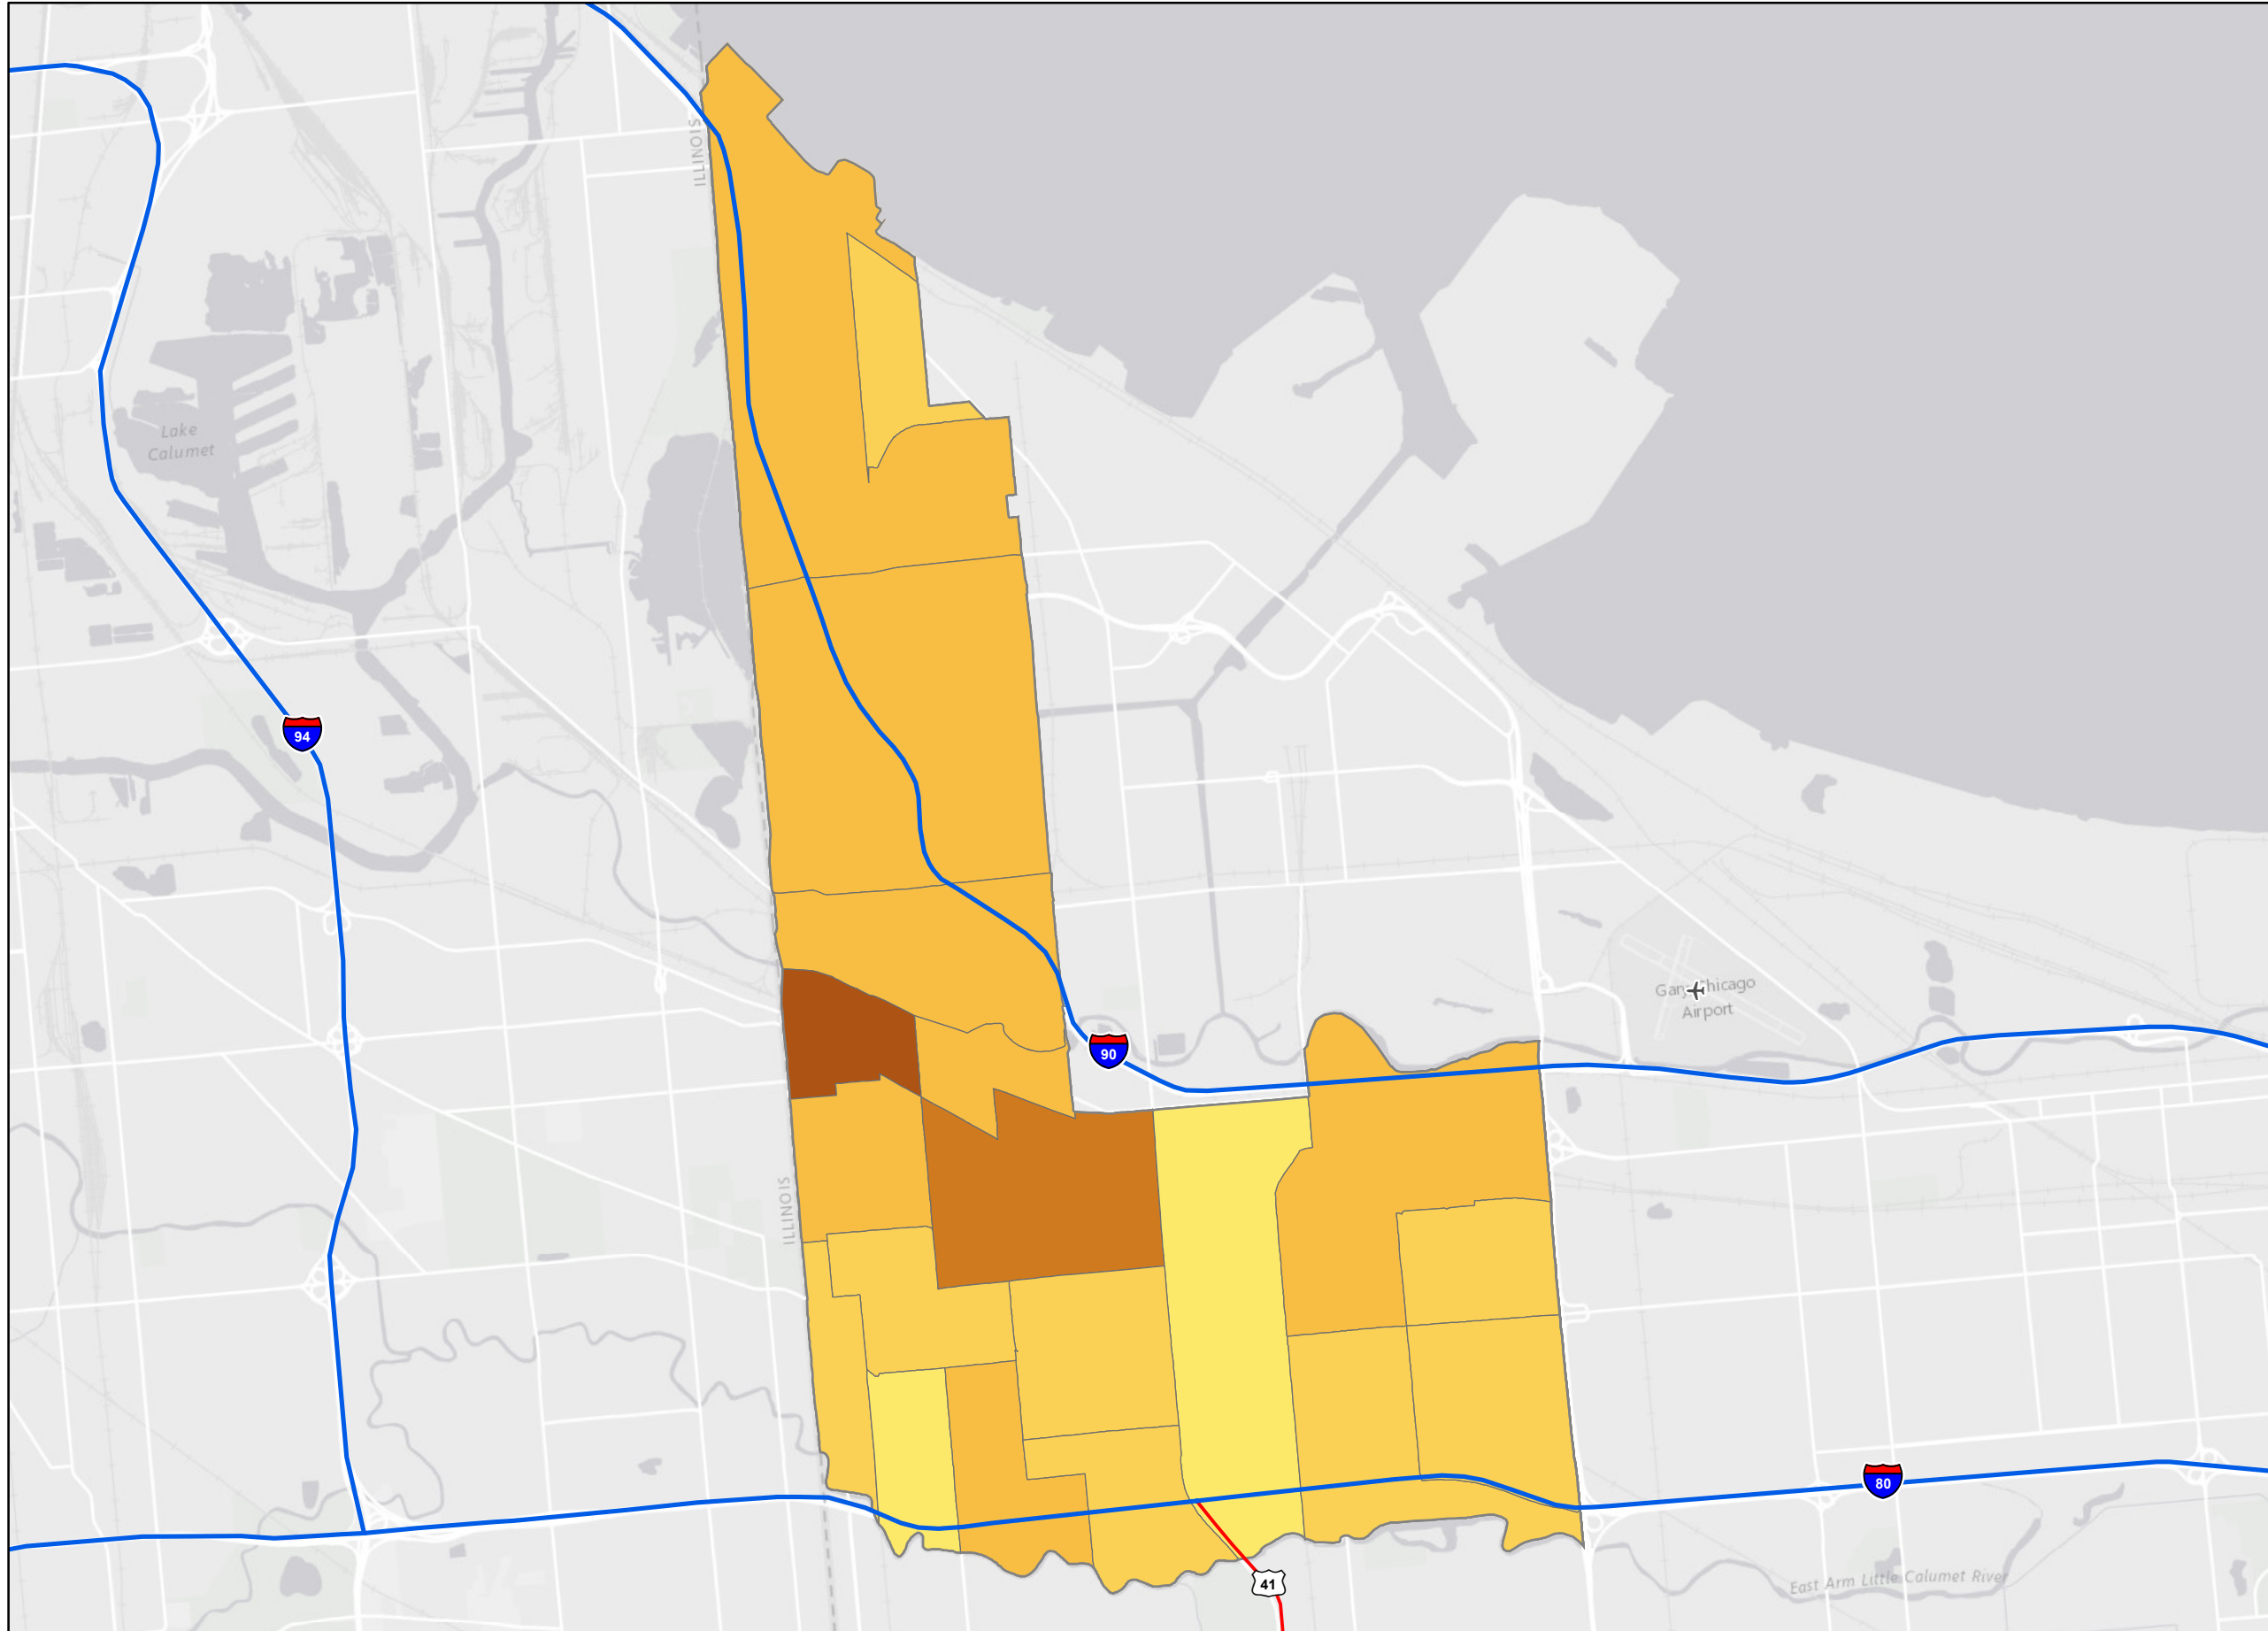 ILLINOIS
Lake
Calumet
94
Gary/Chicago
Airport
90
ILLINOIS
80
41
East Arm Little Calumet River